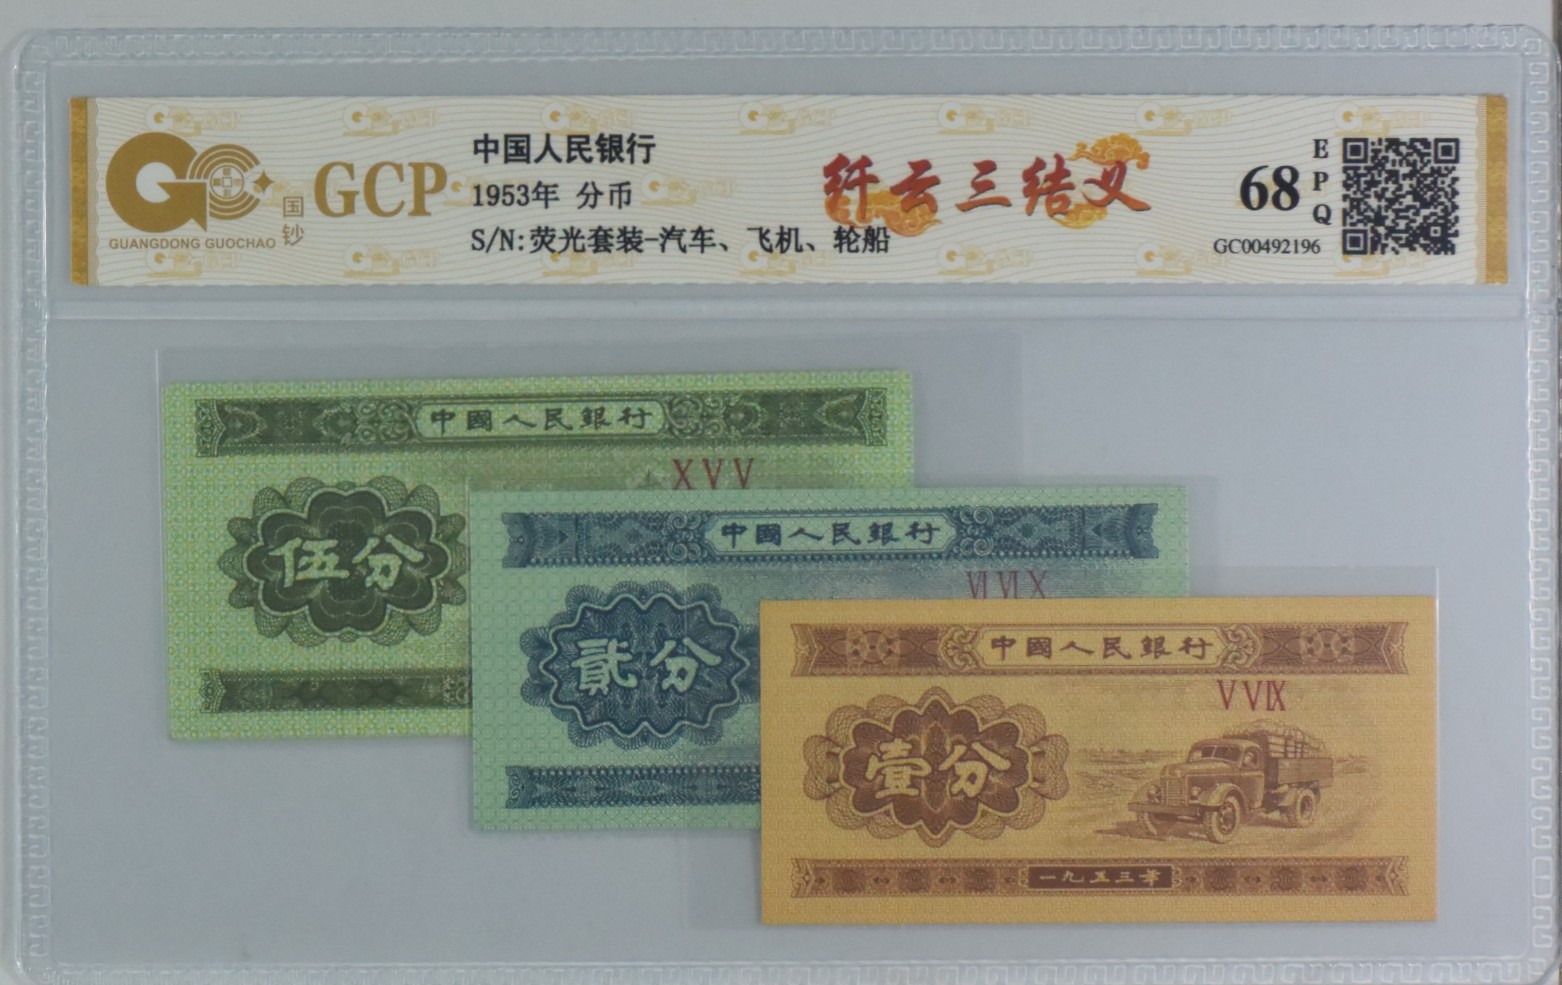 GUANGDONG GUOCHAO
国钞
GCP
中国人民银行
1953年 分币
S/N:荧光套装-汽车、飞机、轮船
纤云三结义
68
EPQ
GC00492196
中國人民銀行
XVV
伍分
中國人民銀行
VI VI X
貳分
中國人民銀行
V V IX
壹分
一九五三年